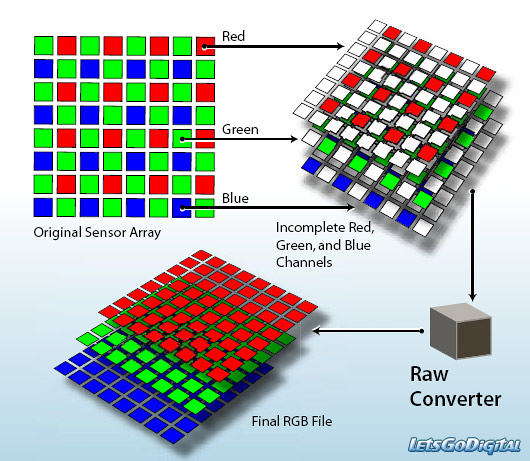 Red
Green
Blue
Original Sensor Array
Incomplete Red,
Green, and Blue
Channels
Raw
Converter
Final RGB File
LETSGODIGITAL